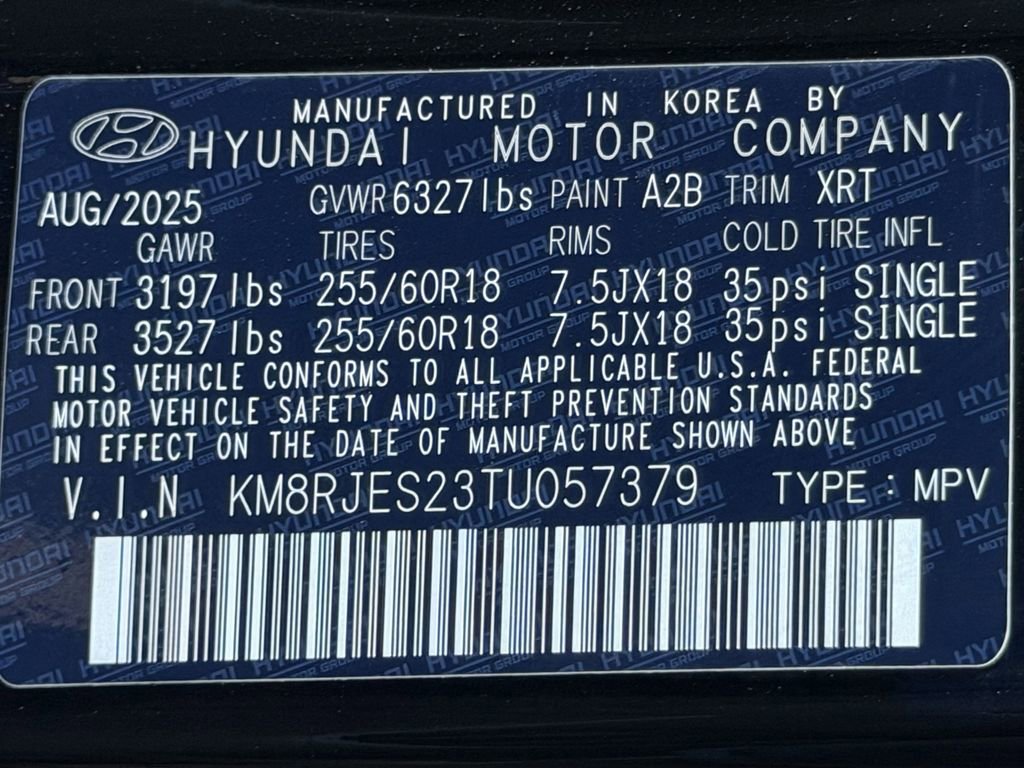 MANUFACTURED IN KOREA BY
HYUNDAI MOTOR COMPANY
AUG/2025 GVWR 6327lbs PAINT A2B TRIM XRT
GAWR TIRES RIMS COLD TIRE INFL
FRONT 3197lbs 255/60R18 7.5JX18 35psi SINGLE
REAR 3527lbs 255/60R18 7.5JX18 35psi SINGLE
THIS VEHICLE CONFORMS TO ALL APPLICABLE U.S.A. FEDERAL
MOTOR VEHICLE SAFETY AND THEFT PREVENTION STANDARDS
IN EFFECT ON THE DATE OF MANUFACTURE SHOWN ABOVE
V.I.N KM8RJES23TU057379 TYPE : MPV